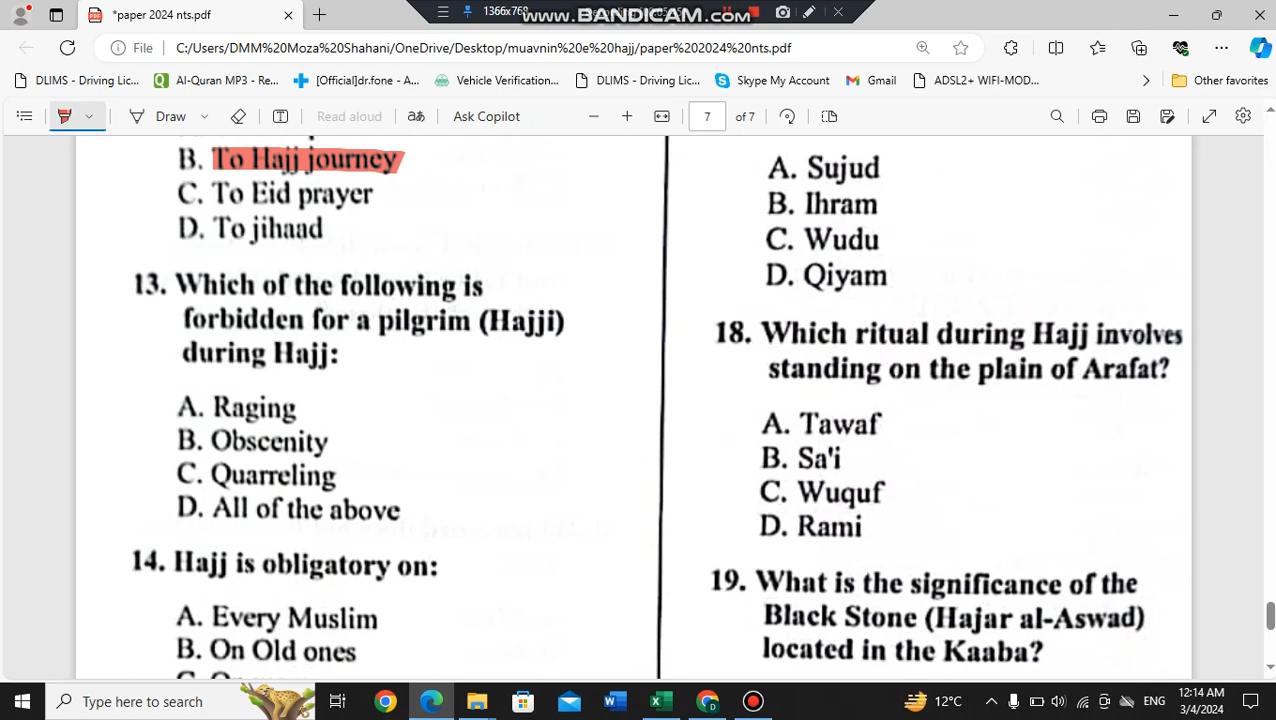 *paper 2024 nts.pdf
1366x768
www.BANDICAM.com
File
C:/Users/DMM%20Moza%20Shahani/OneDrive/Desktop/muavnin%20e%20hajj/paper%202024%20nts.pdf
DLIMS - Driving Lic...
Al-Quran MP3 - Re...
[Official]dr.fone - A...
Vehicle Verification...
DLIMS - Driving Lic...
Skype My Account
Gmail
ADSL2+ WIFI-MOD...
Other favorites
Draw
Read aloud
aあ
Ask Copilot
7
of 7
B. To Hajj journey
C. To Eid prayer
D. To jihaad
13. Which of the following is
forbidden for a pilgrim (Hajji)
during Hajj:
A. Raging
B. Obscenity
C. Quarreling
D. All of the above
14. Hajj is obligatory on:
A. Every Muslim
B. On Old ones
A. Sujud
B. Ihram
C. Wudu
D. Qiyam
18. Which ritual during Hajj involves
standing on the plain of Arafat?
A. Tawaf
B. Sa'i
C. Wuquf
D. Rami
19. What is the significance of the
Black Stone (Hajar al-Aswad)
located in the Kaaba?
Type here to search
12°C
ENG
12:14 AM
3/4/2024